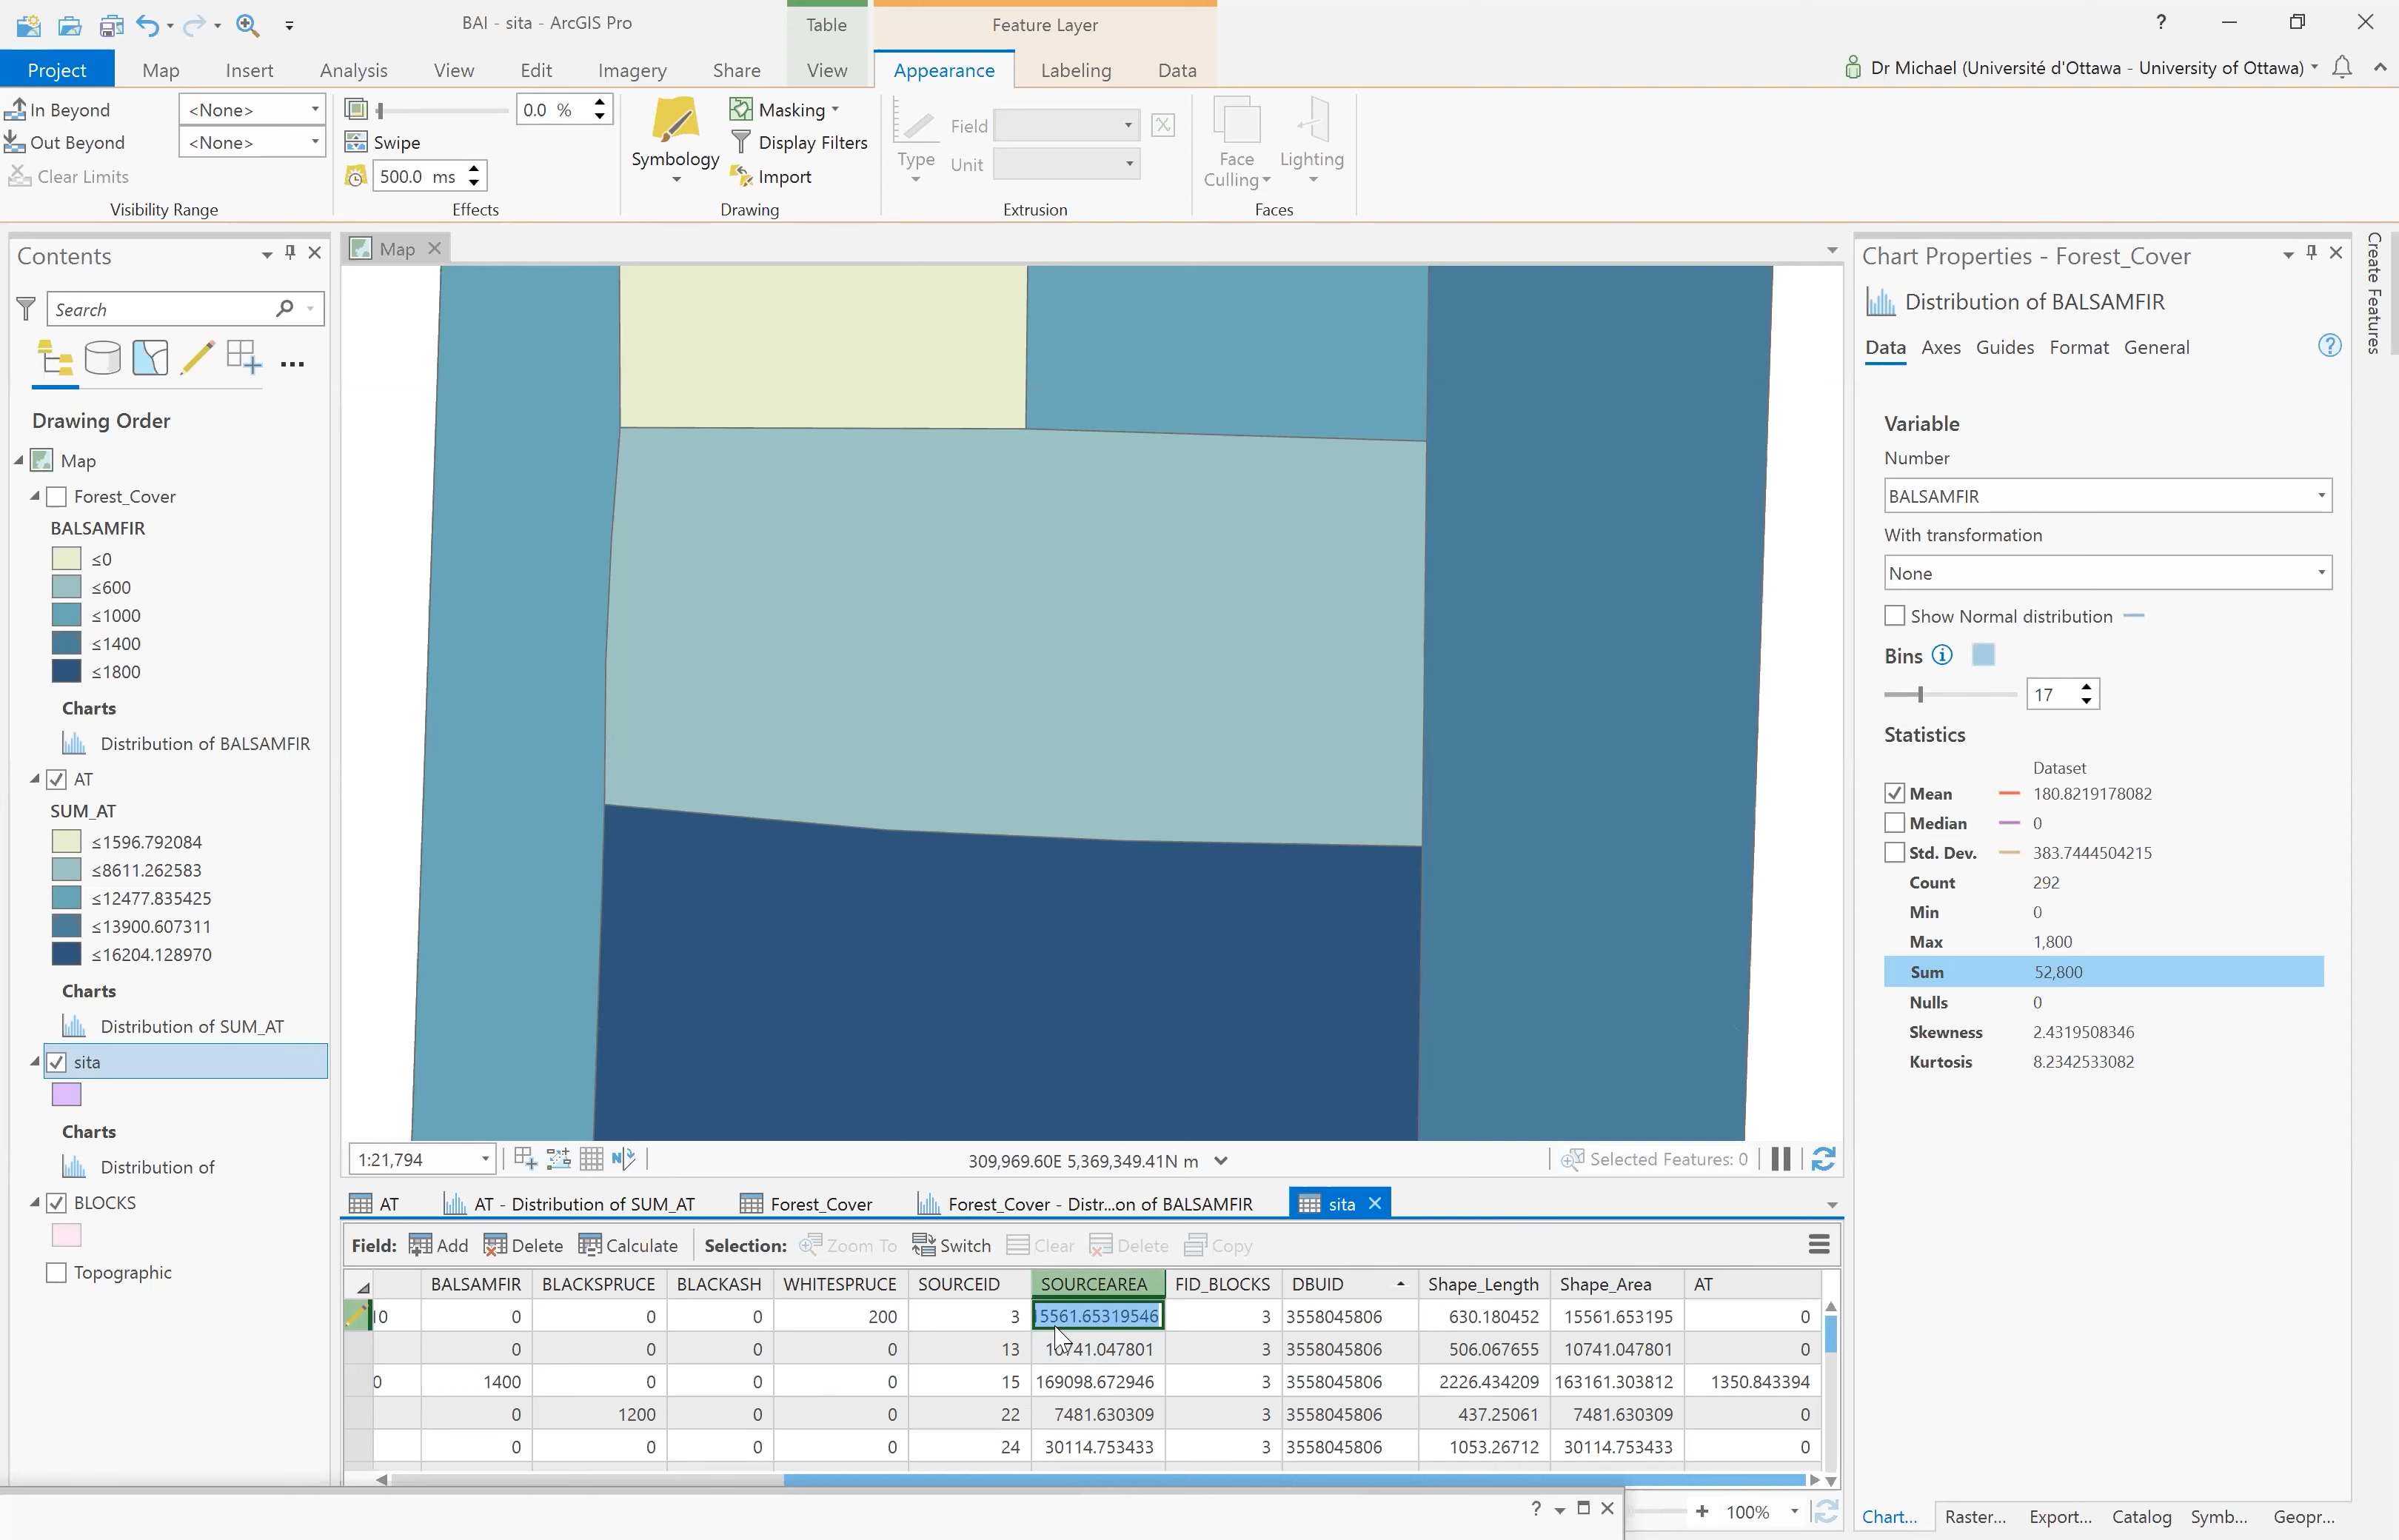 BAI - sita - ArcGIS Pro
Table
Feature Layer
?
Project
Map
Insert
Analysis
View
Edit
Imagery
Share
View
Appearance
Labeling
Data
Dr Michael (Université d'Ottawa - University of Ottawa)
In Beyond
<None>
Out Beyond
<None>
Clear Limits
Visibility Range
0.0 %
Swipe
500.0 ms
Effects
Symbology
Masking
Display Filters
Import
Drawing
Type
Field
Unit
Extrusion
Face
Culling
Lighting
Faces
Contents
Search
Drawing Order
Map
Forest_Cover
BALSAMFIR
≤0
≤600
≤1000
≤1400
≤1800
Charts
Distribution of BALSAMFIR
AT
SUM_AT
≤1596.792084
≤8611.262583
≤12477.835425
≤13900.607311
≤16204.128970
Charts
Distribution of SUM_AT
sita
Charts
Distribution of
BLOCKS
Topographic
Map
1:21,794
309,969.60E 5,369,349.41N m
Selected Features: 0
AT
AT - Distribution of SUM_AT
Forest_Cover
Forest_Cover - Distr...on of BALSAMFIR
sita
Field: Add Delete Calculate Selection: Zoom To Switch Clear Delete Copy
BALSAMFIR BLACKSPRUCE BLACKASH WHITESPRUCE SOURCEID SOURCEAREA FID_BLOCKS DBUID Shape_Length Shape_Area AT
0 0 0 0 200 3 15561.65319546 3 3558045806 630.180452 15561.653195 0
0 0 0 0 13 10741.047801 3 3558045806 506.067655 10741.047801 0
0 1400 0 0 0 15 169098.672946 3 3558045806 2226.434209 163161.303812 1350.843394
0 1200 0 0 22 7481.630309 3 3558045806 437.25061 7481.630309 0
0 0 0 0 24 30114.753433 3 3558045806 1053.26712 30114.753433 0
?
100%
Chart Properties - Forest_Cover
Distribution of BALSAMFIR
Data Axes Guides Format General
?
Variable
Number
BALSAMFIR
With transformation
None
Show Normal distribution
Bins
17
Statistics
Dataset
Mean 180.8219178082
Median 0
Std. Dev. 383.7444504215
Count 292
Min 0
Max 1,800
Sum 52,800
Nulls 0
Skewness 2.4319508346
Kurtosis 8.2342533082
Chart... Raster... Export... Catalog Symb... Geopr...
Create Features